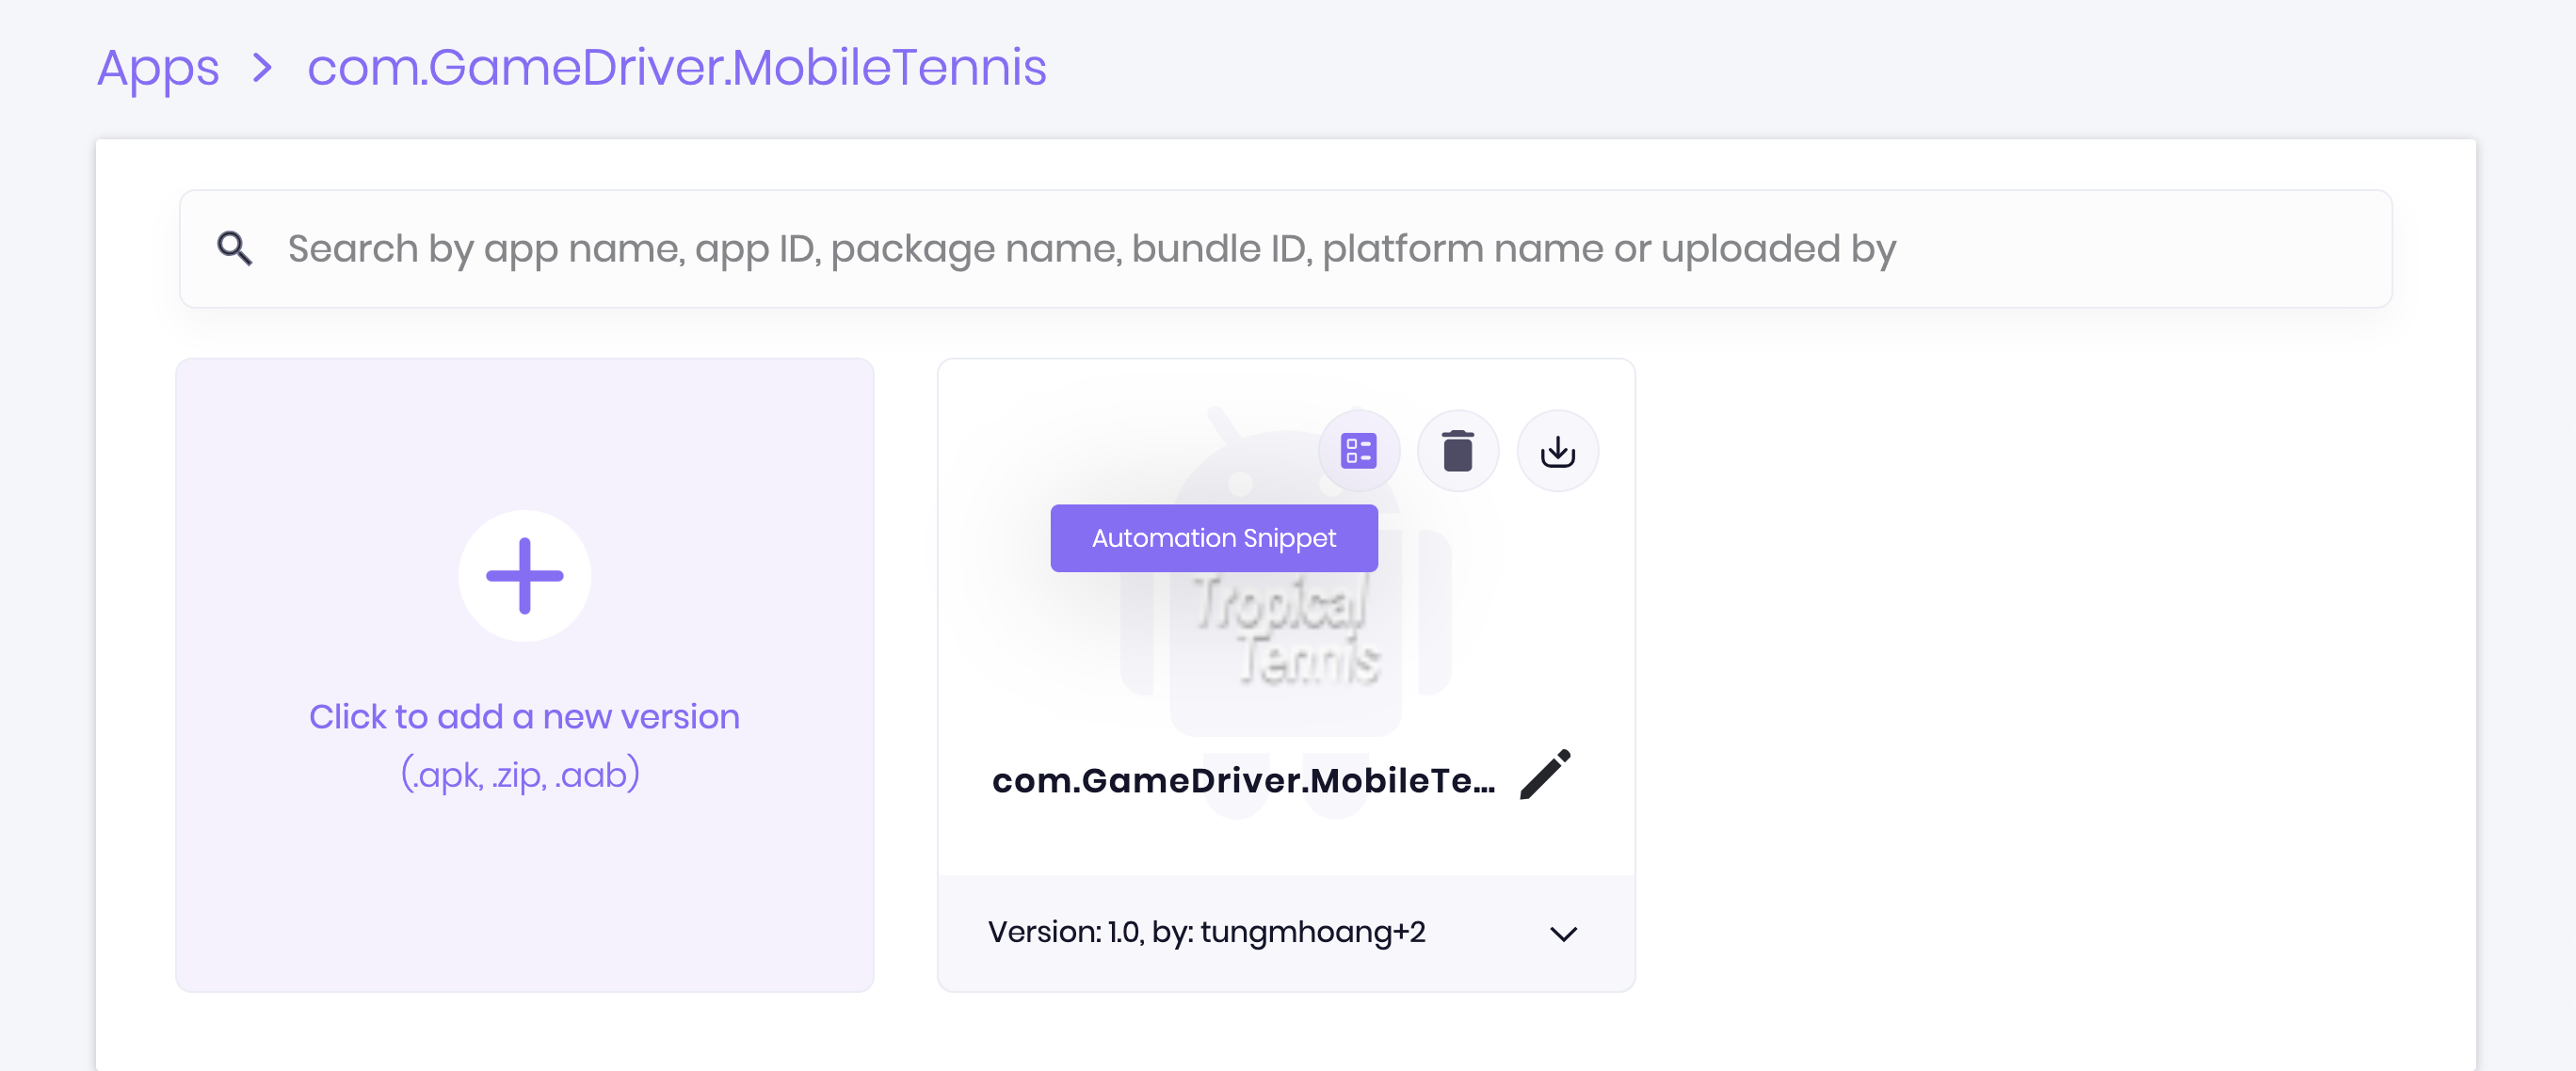 Apps > com.GameDriver.MobileTennis
Search by app name, app ID, package name, bundle ID, platform name or uploaded by
Click to add a new version
(.apk, .zip, .aab)
Automation Snippet
Tropical
Tennis
com.GameDriver.MobileTe...
Version: 1.0, by: tungmhoang+2